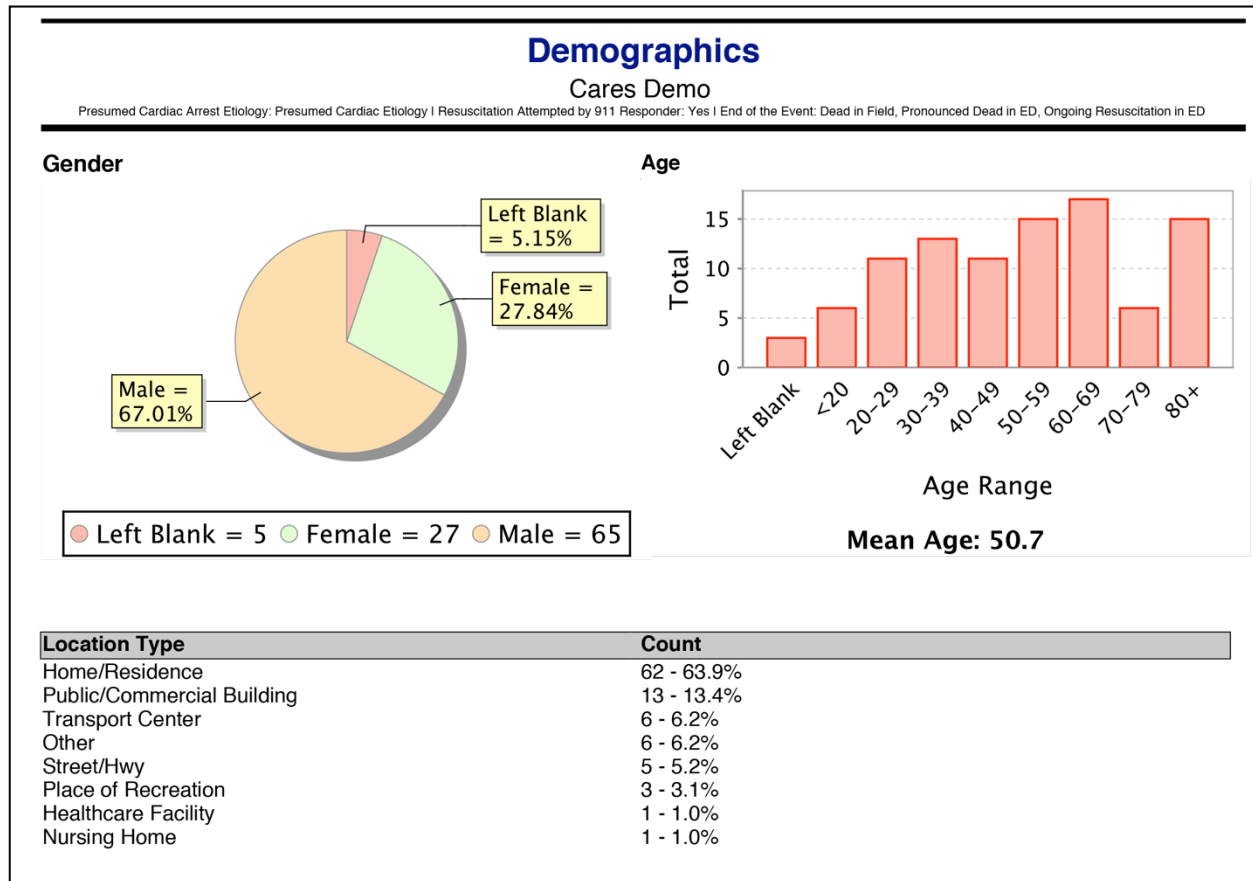 Demographics
Cares Demo
Presumed Cardiac Arrest Etiology: Presumed Cardiac Etiology I Resuscitation Attempted by 911 Responder: Yes I End of the Event: Dead in Field, Pronounced Dead in ED, Ongoing Resuscitation in ED
Gender
Left Blank
= 5.15%
Female =
27.84%
Male =
67.01%
Left Blank = 5 Female = 27 Male = 65
Age
Total
15
10
5
0
Left Blank
<20
20-29
30-39
40-49
50-59
60-69
70-79
80+
Age Range
Mean Age: 50.7
Location Type Count
Home/Residence 62 - 63.9%
Public/Commercial Building 13 - 13.4%
Transport Center 6 - 6.2%
Other 6 - 6.2%
Street/Hwy 5 - 5.2%
Place of Recreation 3 - 3.1%
Healthcare Facility 1 - 1.0%
Nursing Home 1 - 1.0%